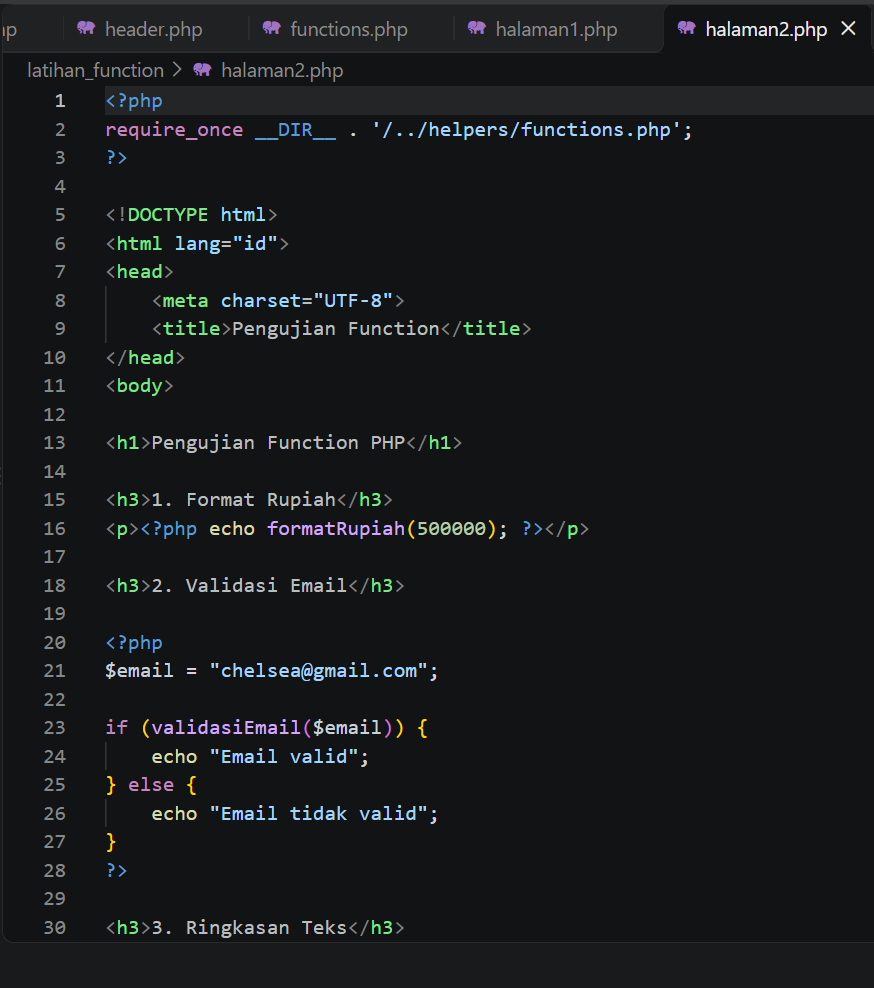 header.php functions.php halaman1.php halaman2.php
latihan_function > halaman2.php
1 <?php
2 require_once __DIR__ . '/../helpers/functions.php';
3 ?>
4
5 <!DOCTYPE html>
6 <html lang="id">
7 <head>
8     <meta charset="UTF-8">
9     <title>Pengujian Function</title>
10 </head>
11 <body>
12
13 <h1>Pengujian Function PHP</h1>
14
15 <h3>1. Format Rupiah</h3>
16 <p><?php echo formatRupiah(500000); ?></p>
17
18 <h3>2. Validasi Email</h3>
19
20 <?php
21 $email = "chelsea@gmail.com";
22
23 if (validasiEmail($email)) {
24     echo "Email valid";
25 } else {
26     echo "Email tidak valid";
27 }
28 ?>
29
30 <h3>3. Ringkasan Teks</h3>